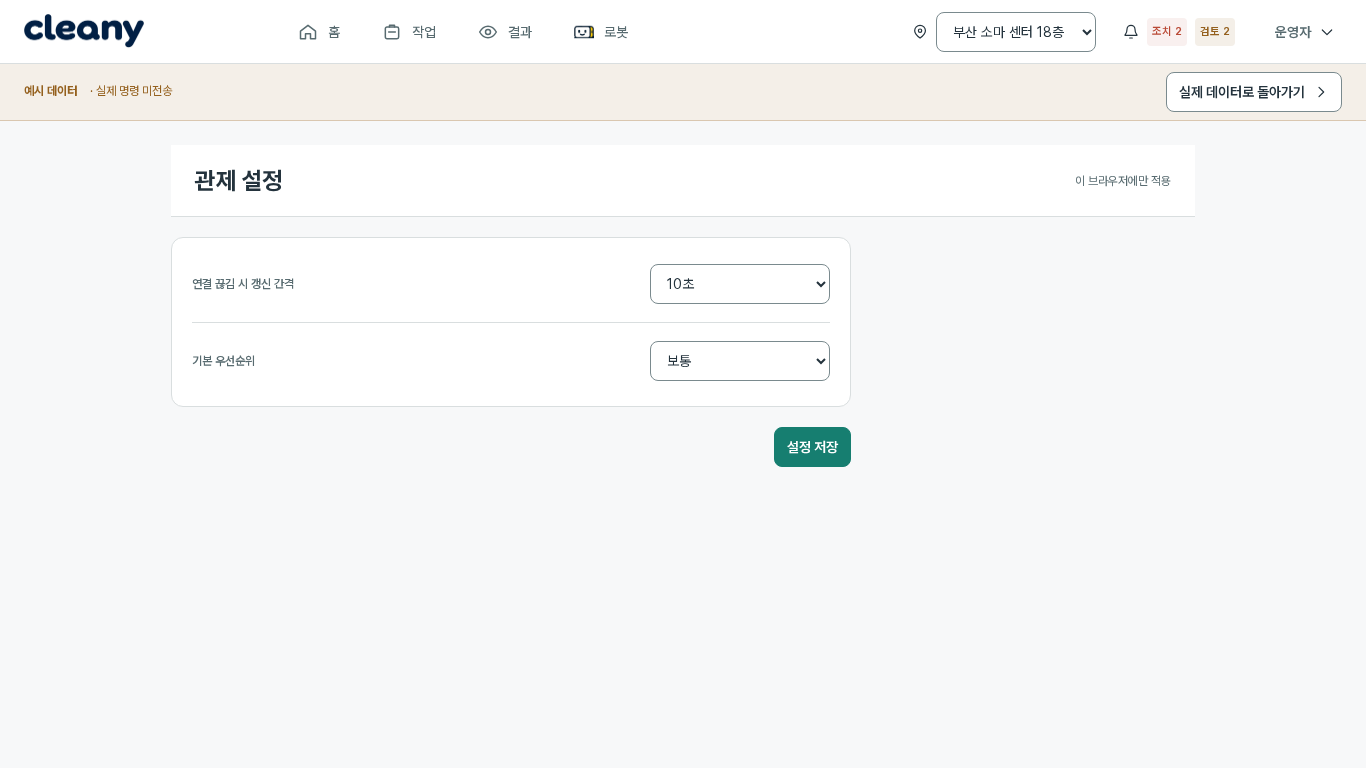 cleany
홈
작업
결과
로봇
부산 소마 센터 18층
조치 2
검토 2
운영자
예시 데이터 · 실제 명령 미전송
실제 데이터로 돌아가기
관제 설정
이 브라우저에만 적용
연결 끊김 시 갱신 간격
10초
기본 우선순위
보통
설정 저장